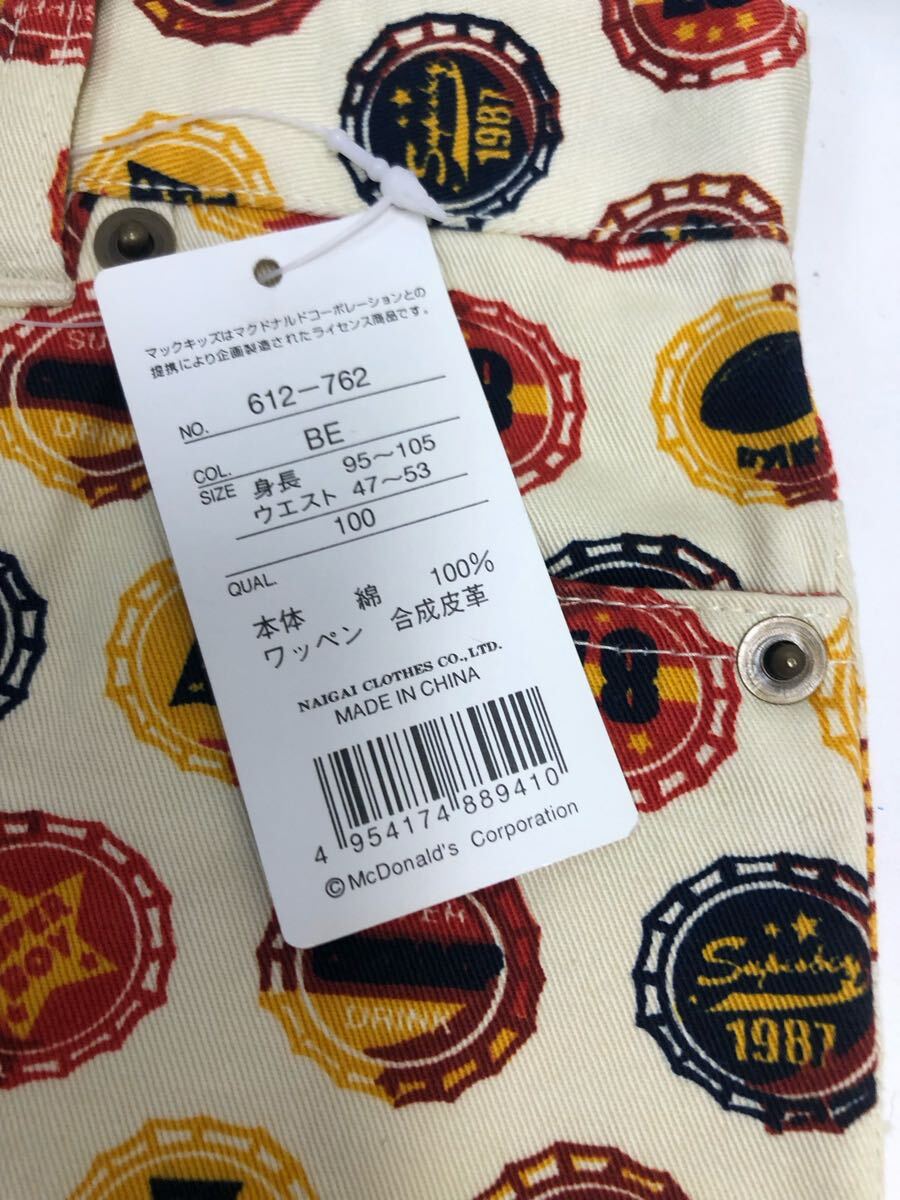 Superboy
1987
マックキッズはマクドナルドコーポレーションとの
提携により企画製造されたライセンス商品です。
NO. 612-762
COL. BE
SIZE 身長 95〜105
ウエスト 47〜53
100
QUAL.
本体 綿 100%
ワッペン 合成皮革
NAIGAI CLOTHES CO., LTD.
MADE IN CHINA
4 954174 889410
©McDonald's Corporation
DRINK
8
BOY
DRINK
Superboy
1987